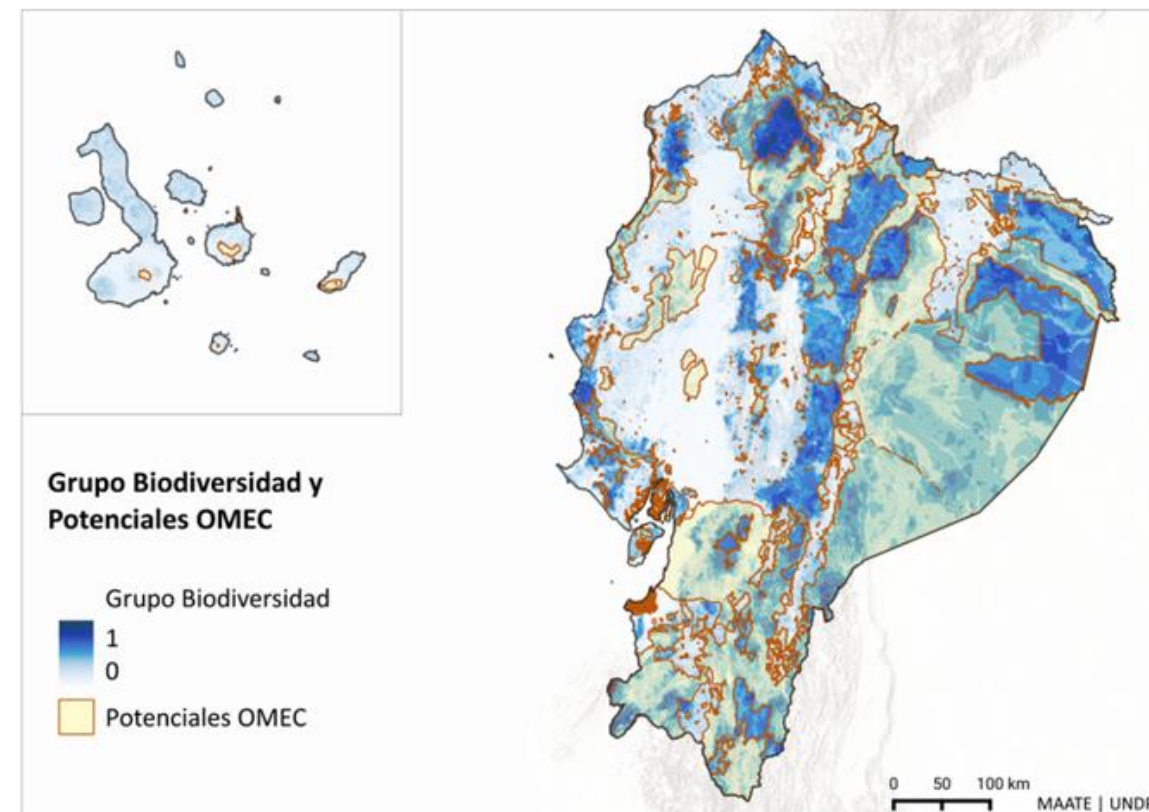 Grupo Biodiversidad y
Potenciales OMEC
Grupo Biodiversidad
1
0
Potenciales OMEC
0 50 100 km
MAATE | UNDP